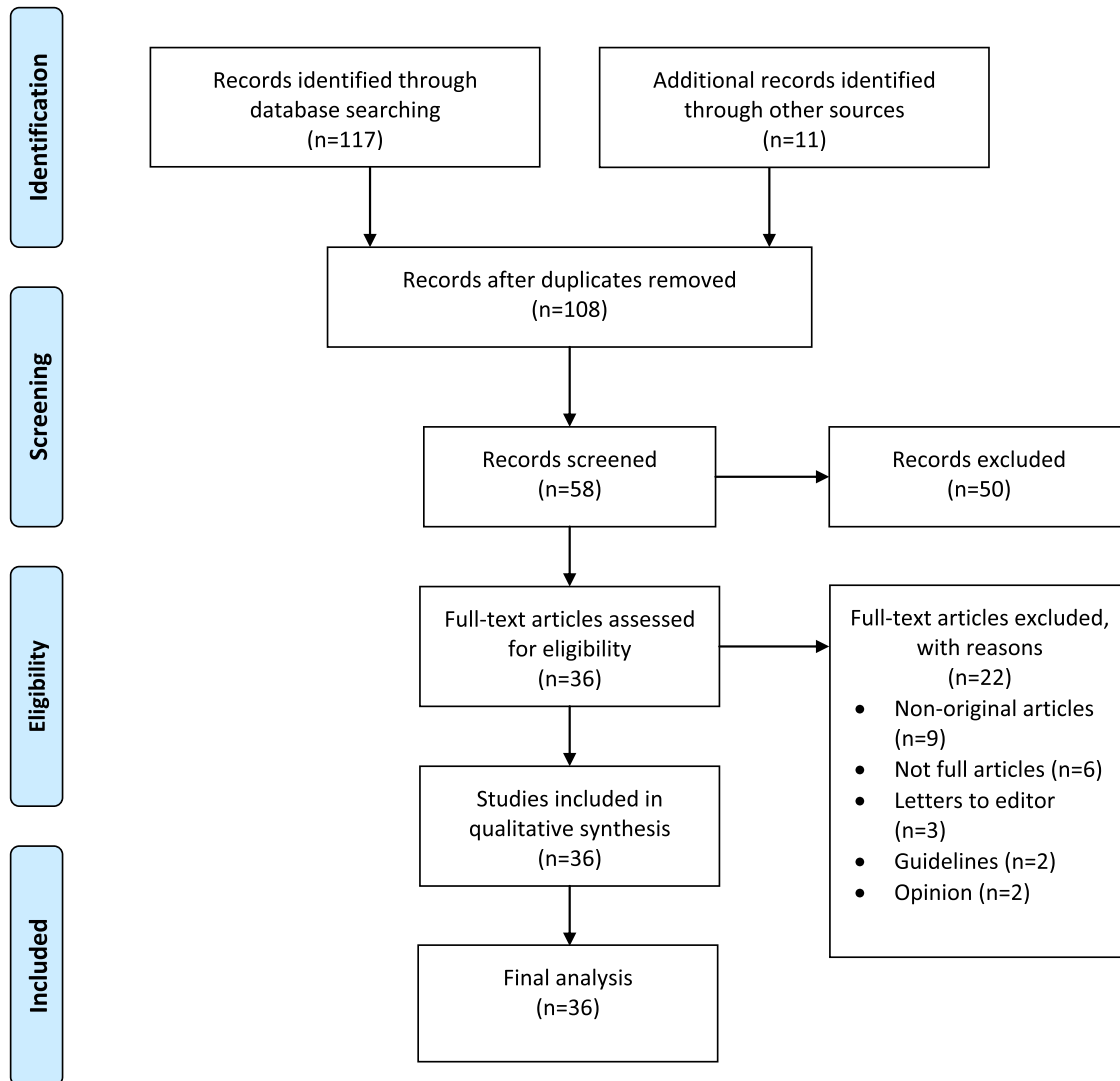 Identification
Records identified through
database searching
(n=117)
Additional records identified
through other sources
(n=11)
Records after duplicates removed
(n=108)
Screening
Records screened
(n=58)
Records excluded
(n=50)
Eligibility
Full-text articles assessed
for eligibility
(n=36)
Full-text articles excluded,
with reasons
(n=22)
• Non-original articles
(n=9)
• Not full articles (n=6)
• Letters to editor
(n=3)
• Guidelines (n=2)
• Opinion (n=2)
Studies included in
qualitative synthesis
(n=36)
Included
Final analysis
(n=36)